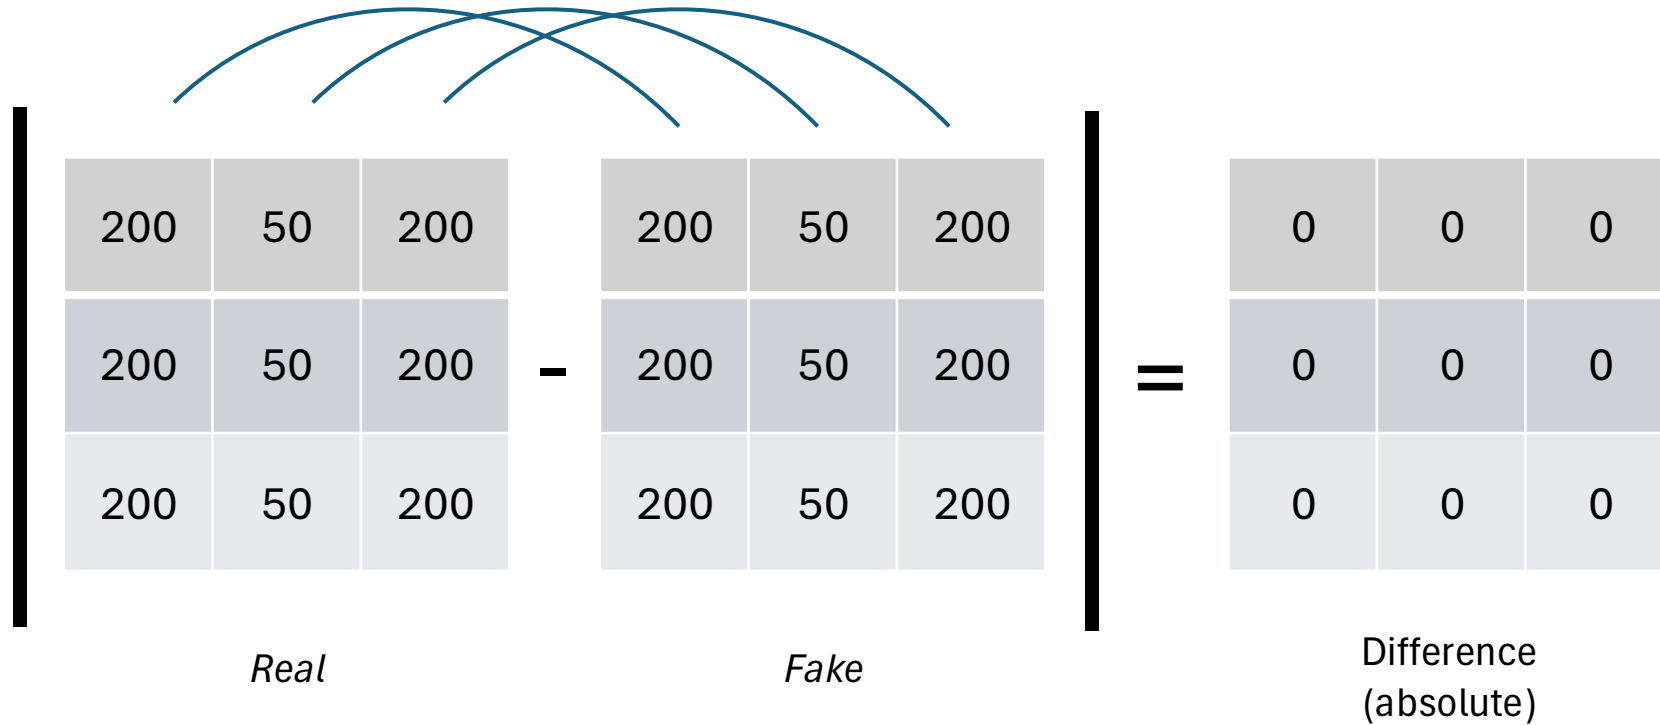 200 50 200 200 50 200 0 0 0
200 50 200 - 200 50 200 = 0 0 0
200 50 200 200 50 200 0 0 0
Real Fake Difference
(absolute)